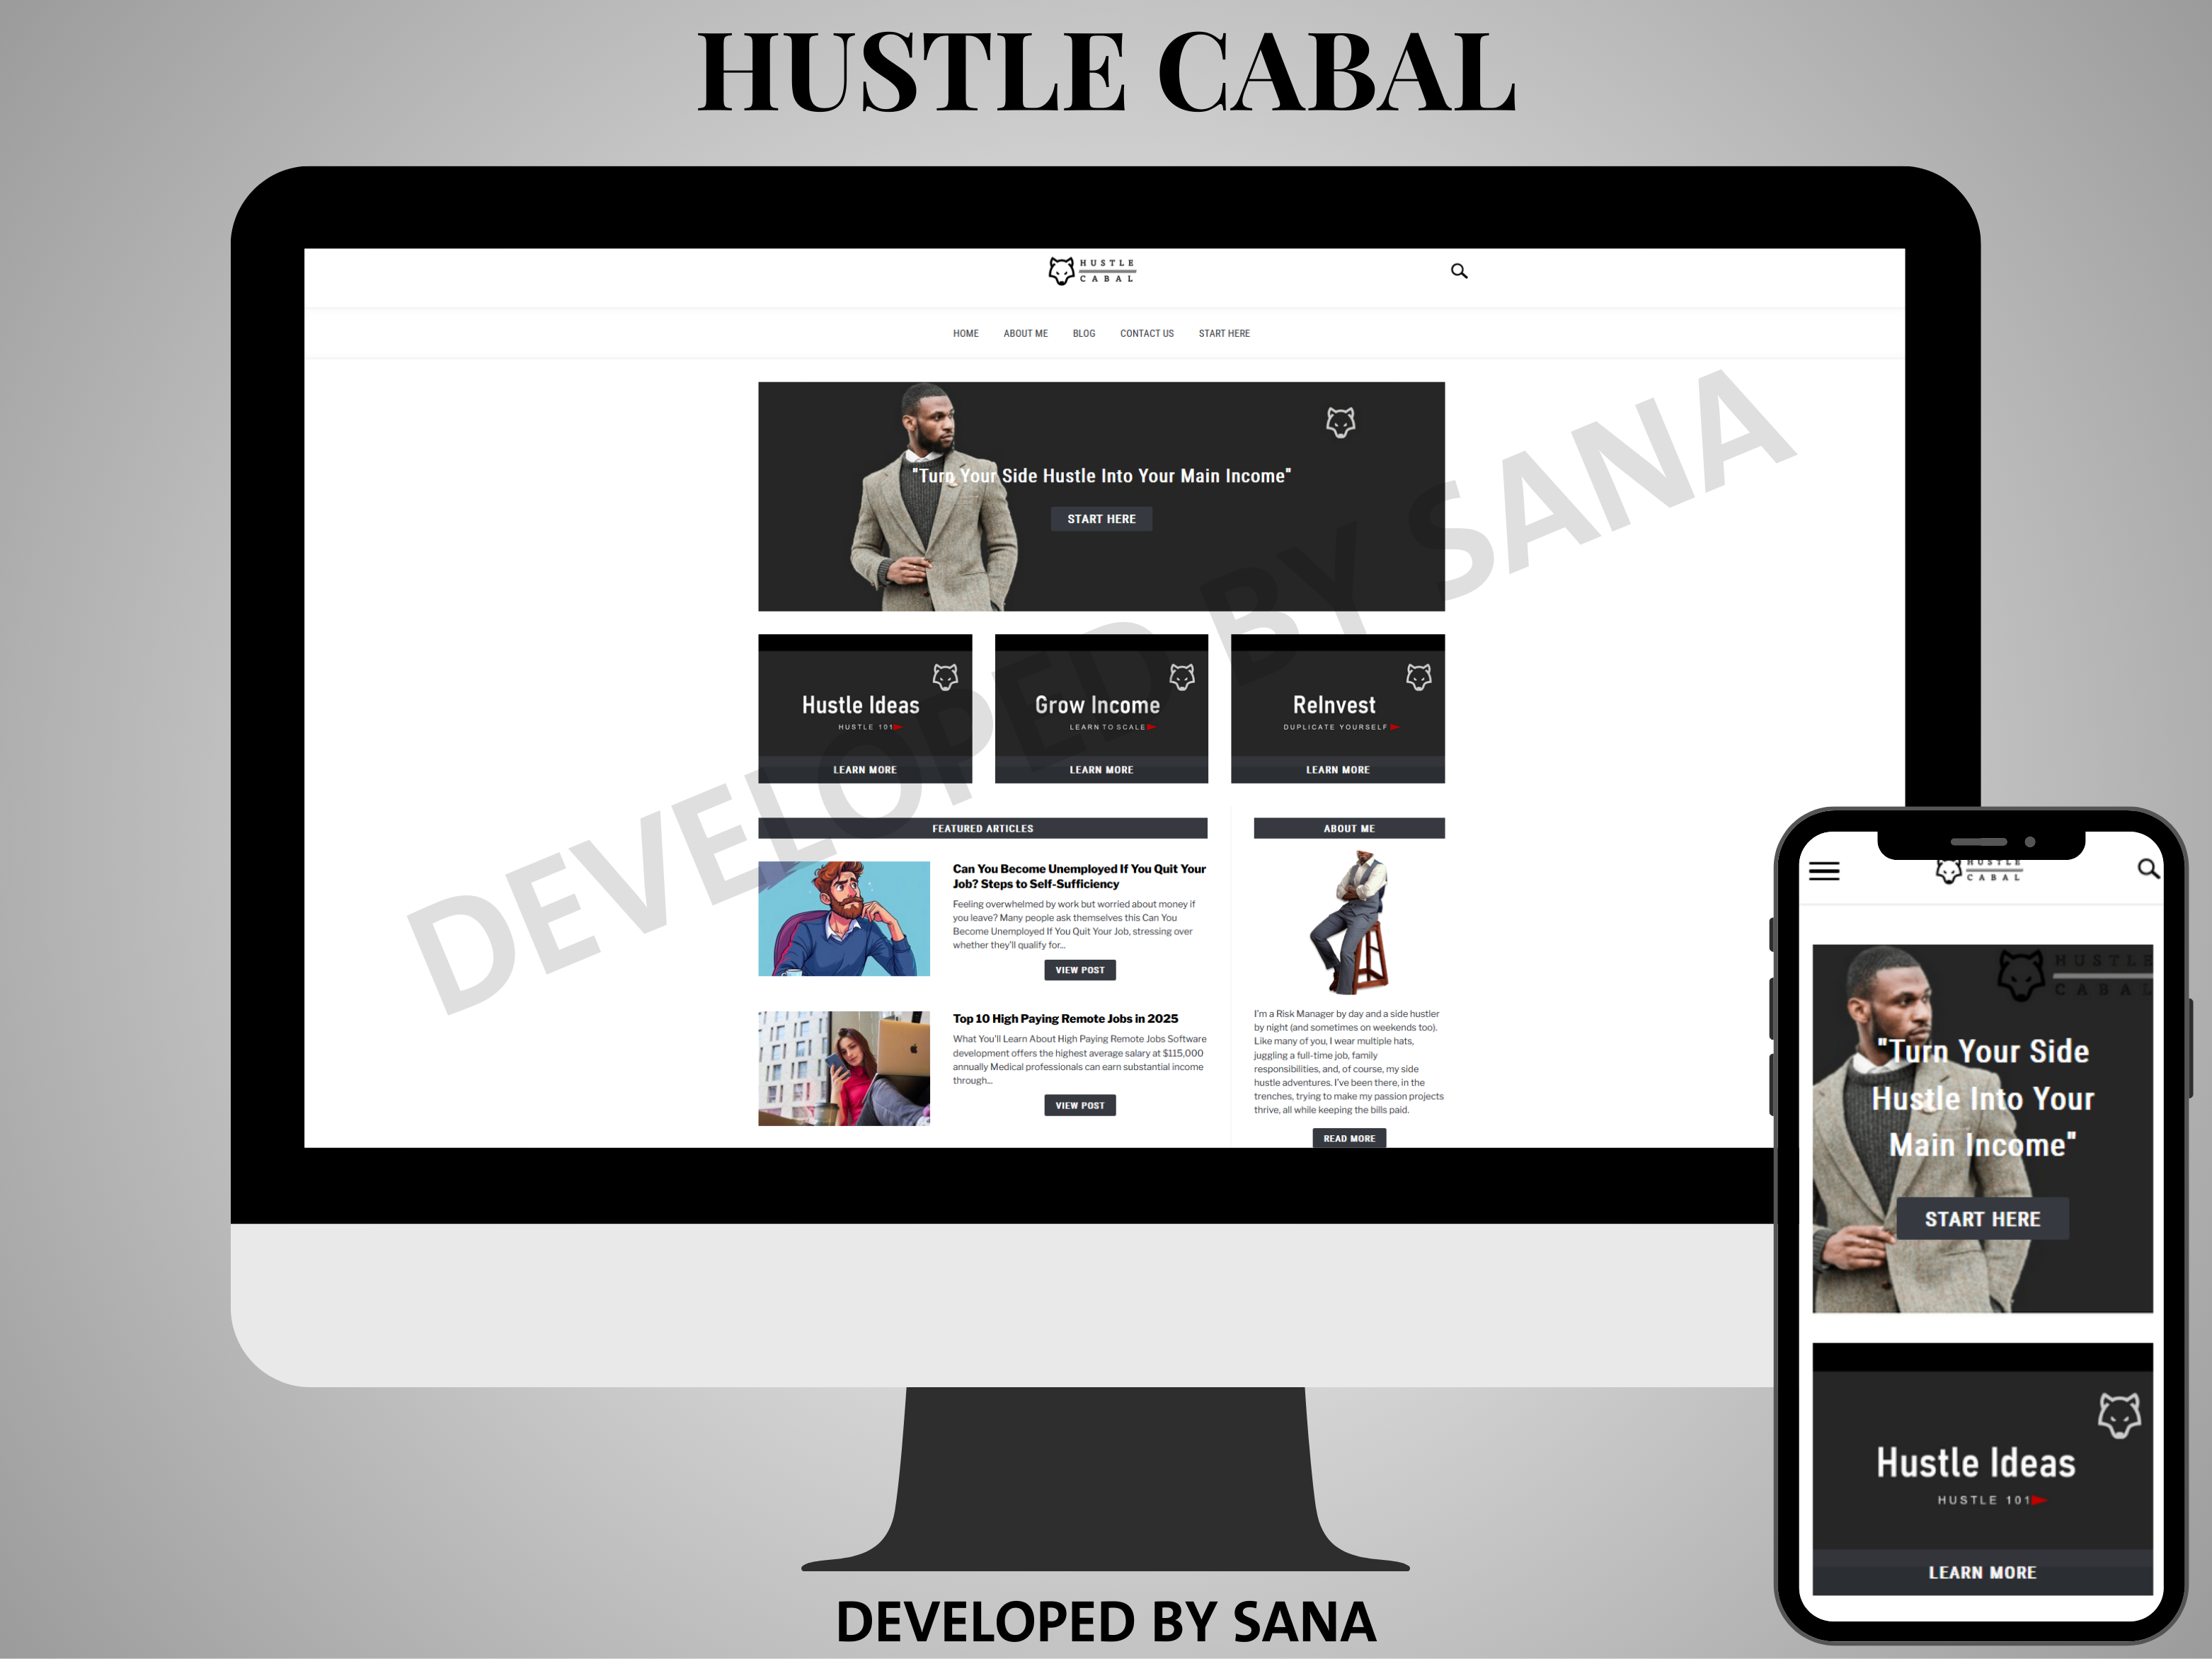 HUSTLE CABAL
HUSTLE
CABAL
HOME ABOUT ME BLOG CONTACT US START HERE
"Turn Your Side Hustle Into Your Main Income"
START HERE
Hustle Ideas
HUSTLE 101
LEARN MORE
Grow Income
LEARN TO SCALE
LEARN MORE
ReInvest
DUPLICATE YOURSELF
LEARN MORE
FEATURED ARTICLES
Can You Become Unemployed If You Quit Your
Job? Steps to Self-Sufficiency
Feeling overwhelmed by work but worried about money if
you leave? Many people ask themselves this Can You
Become Unemployed If You Quit Your Job, stressing over
whether they'll qualify for...
VIEW POST
Top 10 High Paying Remote Jobs in 2025
What You'll Learn About High Paying Remote Jobs Software
development offers the highest average salary at $115,000
annually Medical professionals can earn substantial income
through...
VIEW POST
ABOUT ME
I'm a Risk Manager by day and a side hustler
by night (and sometimes on weekends too).
Like many of you, I wear multiple hats,
juggling a full-time job, family
responsibilities, and, of course, my side
hustle adventures. I've been there, in the
trenches, trying to make my passion projects
thrive, all while keeping the bills paid.
READ MORE
DEVELOPED BY SANA
HUSTLE
CABAL
HUSTLE
CABAL
"Turn Your Side
Hustle Into Your
Main Income"
START HERE
Hustle Ideas
HUSTLE 101
LEARN MORE
DEVELOPED BY SANA